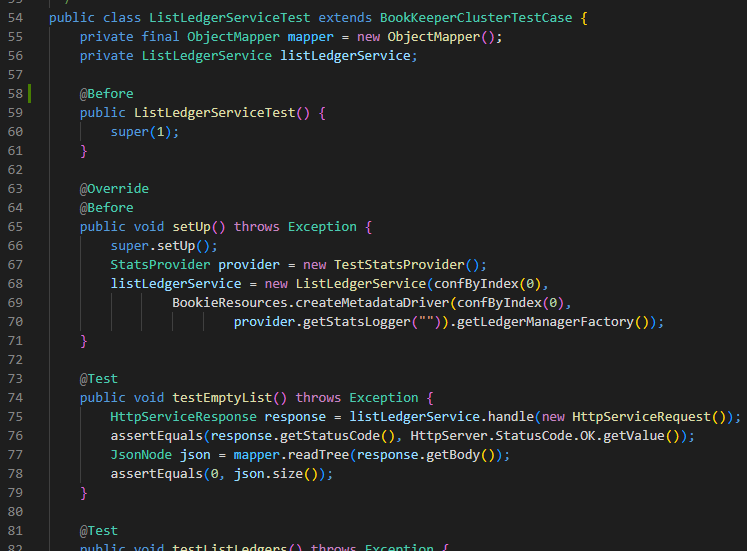 54 public class ListLedgerServiceTest extends BookKeeperClusterTestCase {
55     private final ObjectMapper mapper = new ObjectMapper();
56     private ListLedgerService listLedgerService;
57
58     @Before
59     public ListLedgerServiceTest() {
60         super(1);
61     }
62
63     @Override
64     @Before
65     public void setUp() throws Exception {
66         super.setUp();
67         StatsProvider provider = new TestStatsProvider();
68         listLedgerService = new ListLedgerService(confByIndex(0),
69                 BookieResources.createMetadataDriver(confByIndex(0),
70                         provider.getStatsLogger("")).getLedgerManagerFactory());
71     }
72
73     @Test
74     public void testEmptyList() throws Exception {
75         HttpServiceResponse response = listLedgerService.handle(new HttpServiceRequest());
76         assertEquals(response.getStatusCode(), HttpServer.StatusCode.OK.getValue());
77         JsonNode json = mapper.readTree(response.getBody());
78         assertEquals(0, json.size());
79     }
80
81     @Test
82     public void testListLedgers() throws Exception {